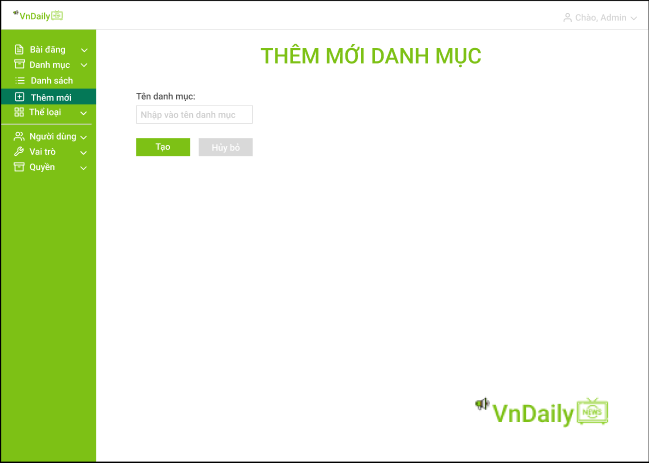 VnDaily
Chào, Admin
Bài đăng
Danh mục
Danh sách
Thêm mới
Thể loại
Người dùng
Vai trò
Quyền
THÊM MỚI DANH MỤC
Tên danh mục:
Nhập vào tên danh mục
Tạo
Hủy bỏ
VnDaily NEWS